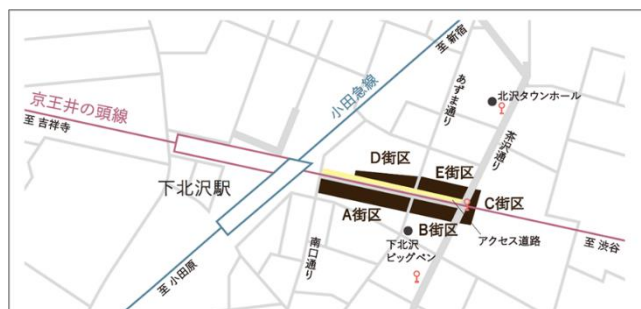 至 新宿
小田急線
あずま通り
北沢タウンホール
京王井の頭線
至 吉祥寺
茶沢通り
D街区
E街区
下北沢駅
C街区
A街区
B街区
アクセス道路
下北沢
ビッグベン
南口通り
至 渋谷
至 小田原